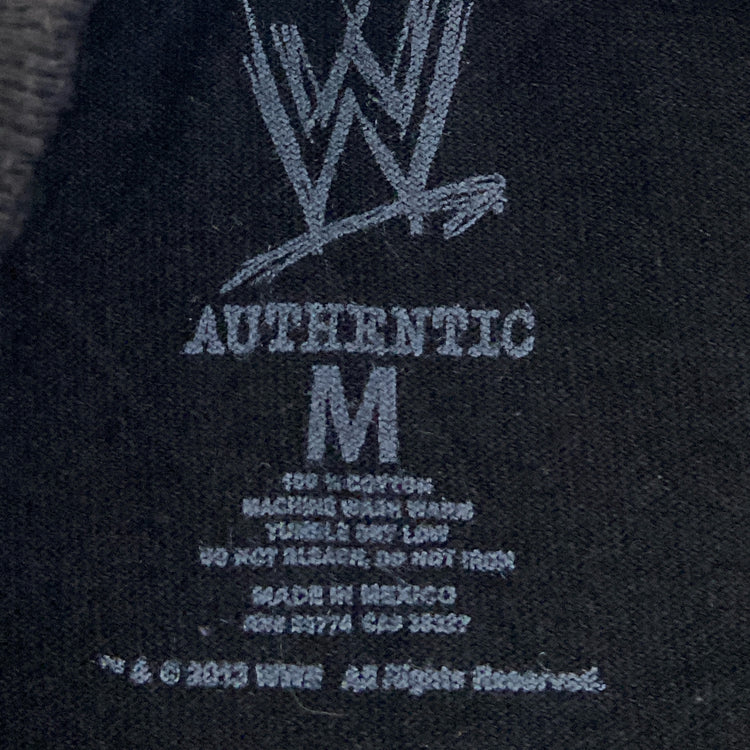 W
AUTHENTIC
M
100 % COTTON
MACHINE WASH WARM
TUMBLE DRY LOW
DO NOT BLEACH, DO NOT IRON
MADE IN MEXICO
™ & © 2013 WWE All Rights Reserved.